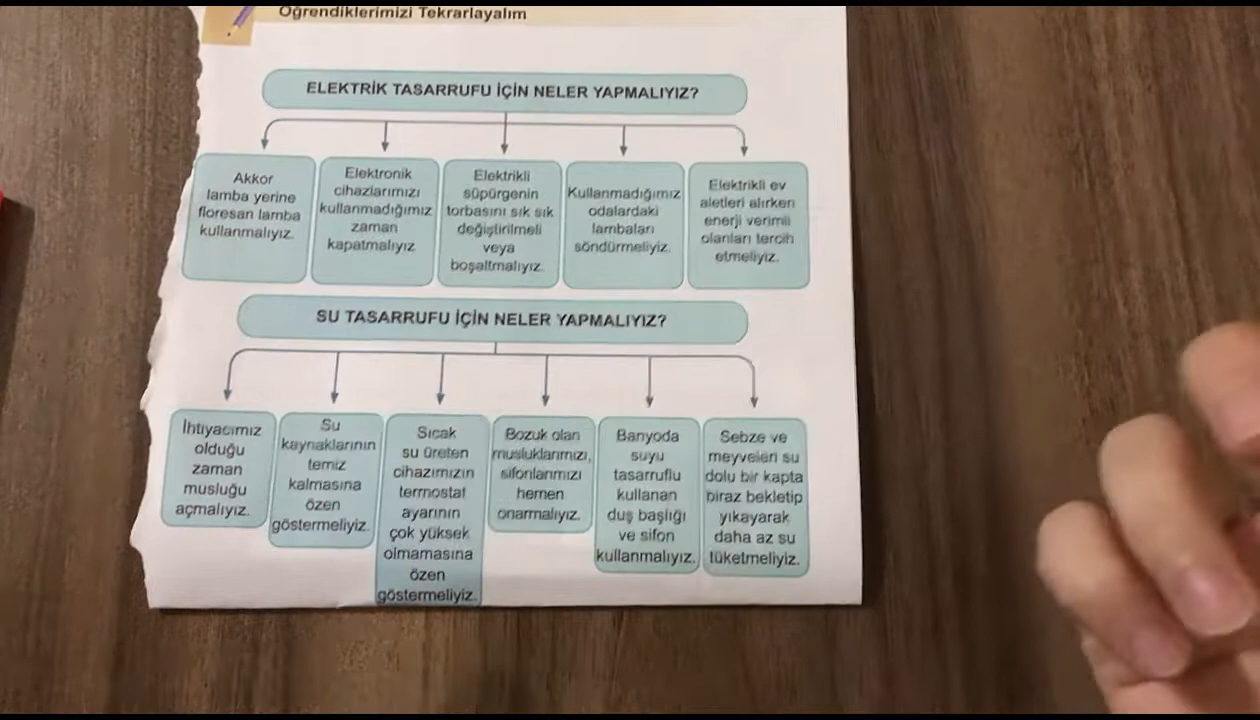 Öğrendiklerimizi Tekrarlayalım
ELEKTRİK TASARRUFU İÇİN NELER YAPMALIYIZ?
Akkor
lamba yerine
floresan lamba
kullanmalıyız.
Elektronik
cihazlarımızı
kullanmadığımız
zaman
kapatmalıyız
Elektrikli
süpürgenin
torbasını sık sık
değiştirilmeli
veya
boşaltmalıyız.
Kullanmadığımız
odalardaki
lambaları
söndürmeliyiz.
Elektrikli ev
aletleri alırken
enerji verimli
olanları tercih
etmeliyiz.
SU TASARRUFU İÇİN NELER YAPMALIYIZ?
İhtiyacımız
olduğu
zaman
musluğu
açmalıyız.
Su
kaynaklarının
temiz
kalmasına
özen
göstermeliyiz.
Sıcak
su üreten
cihazımızın
termostat
ayarının
çok yüksek
olmamasına
özen
göstermeliyiz.
Bozuk olan
musluklarımızı,
sifonlarımızı
hemen
onarmalıyız.
Banyoda
suyu
tasarruflu
kullanan
duş başlığı
ve sifon
kullanmalıyız.
Sebze ve
meyveleri su
dolu bir kapta
biraz bekletip
yıkayarak
daha az su
tüketmeliyiz.